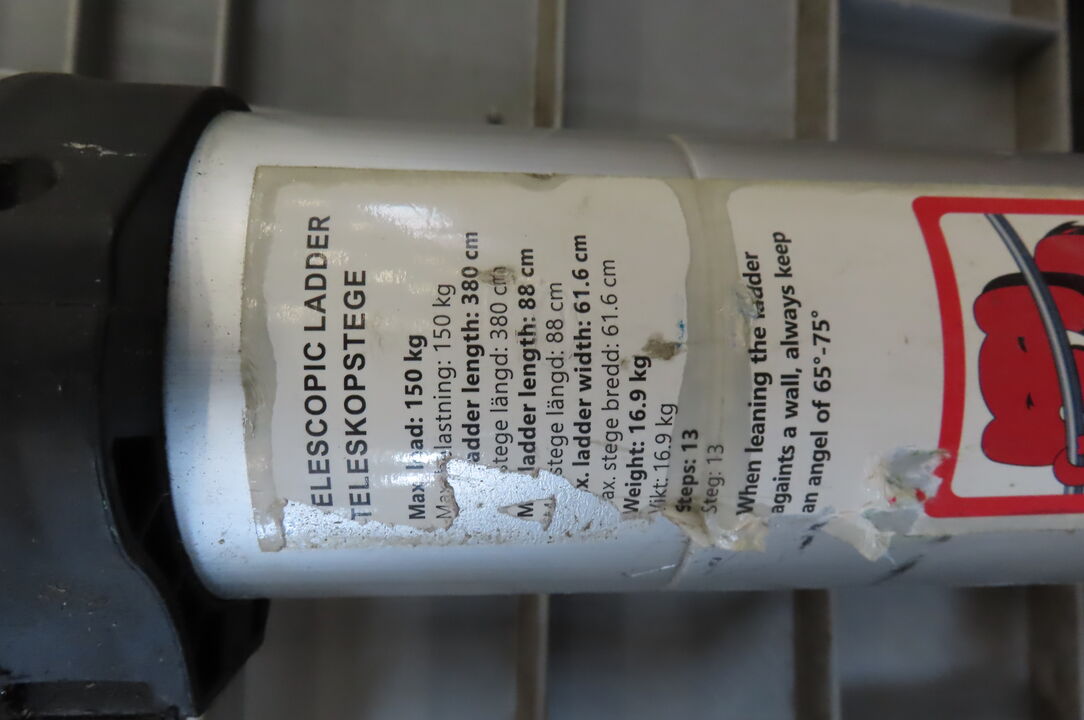 ELESCOPIC LADDER
TELESKOPSTEGE
Max. load: 150 kg
Max. lastning: 150 kg
ladder length: 380 cm
stege längd: 380 cm
M ladder length: 88 cm
stege längd: 88 cm
x. ladder width: 61.6 cm
ax. stege bredd: 61.6 cm
Weight: 16.9 kg
Vikt: 16.9 kg
Steps: 13
Steg: 13
When leaning the ladder
againts a wall, always keep
an angel of 65°-75°